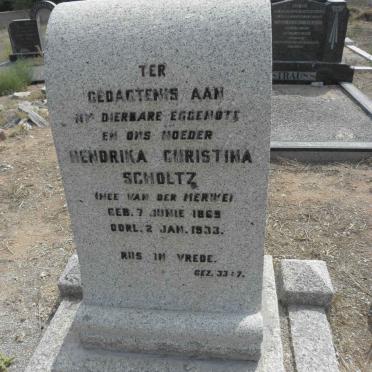 TER
GEDAGTENIS AAN
MY DIERBARE EGGENOTE
EN ONS MOEDER
HENDRIKA CHRISTINA
SCHOLTZ
(NEE VAN DER MERWE)
GEB. 7 JUNIE 1869
OORL. 2 JAN. 1933.
RUS IN VREDE.
GEZ. 33:7.
STRAUSS